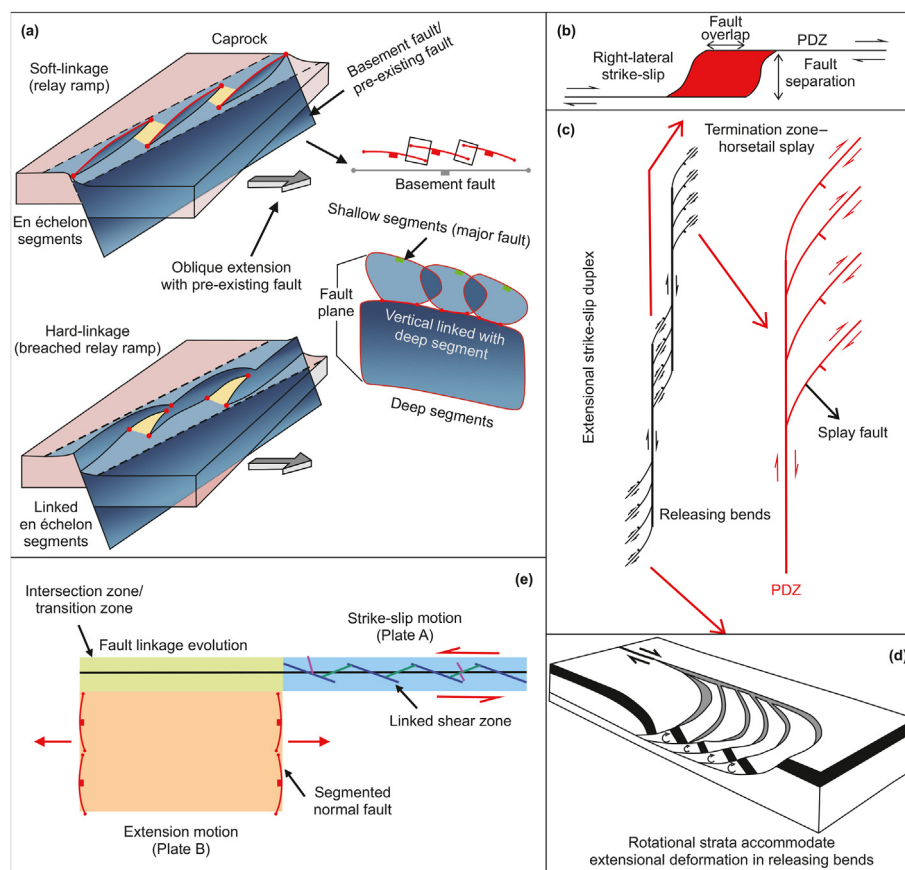 (a)
Caprock
Basement fault/
pre-existing fault
Soft-linkage
(relay ramp)
Basement fault
En échelon
segments
Shallow segments (major fault)
Oblique extension
with pre-existing fault
Fault
plane
Vertical linked with
deep segment
Hard-linkage
(breached relay ramp)
Deep segments
Linked
en échelon
segments
(b)
Fault
overlap
PDZ
Right-lateral
strike-slip
Fault
separation
(c)
Termination zone–
horsetail splay
Extensional strike-slip duplex
Splay fault
Releasing bends
PDZ
(d)
Rotational strata accommodate
extensional deformation in releasing bends
(e)
Intersection zone/
transition zone
Strike-slip motion
(Plate A)
Fault linkage evolution
Linked shear zone
Segmented
normal fault
Extension motion
(Plate B)